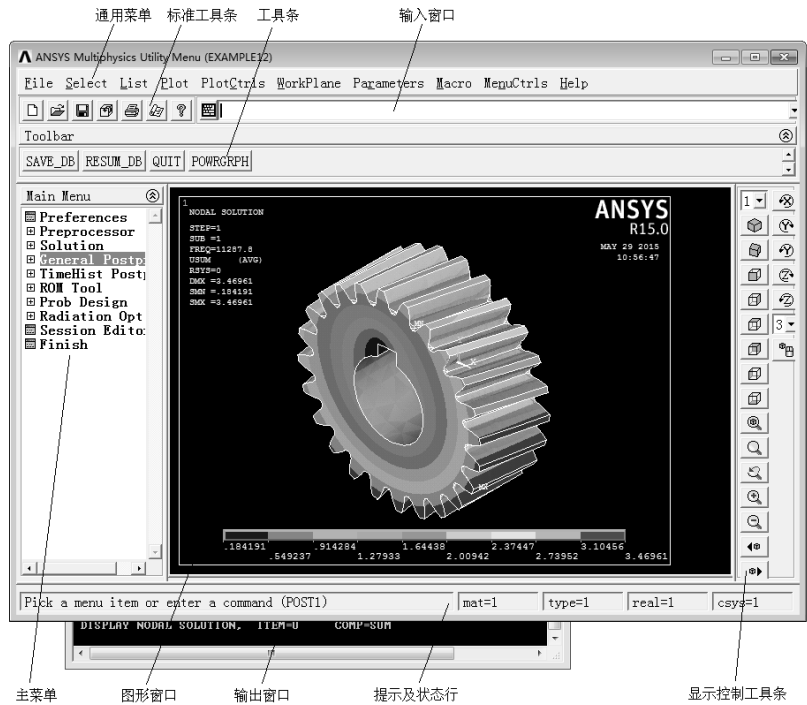 通用菜单
标准工具条
工具条
输入窗口
ANSYS Multiphysics Utility Menu (EXAMPLE12)
File Select List Plot PlotCtrls WorkPlane Parameters Macro MenuCtrls Help
Toolbar
SAVE_DB RESUM_DB QUIT POWRGRPH
Main Menu
Preferences
Preprocessor
Solution
General Postp
TimeHist Postp
ROM Tool
Prob Design
Radiation Opt
Session Edito
Finish
1
NODAL SOLUTION
STEP=1
SUB =1
FREQ=11287.8
USUM (AVG)
RSYS=0
DMX =3.46961
SMN =.184191
SMX =3.46961
ANSYS
R15.0
MAY 29 2015
10:56:47
MN
X
MX
.184191 .914284 1.64438 2.37447 3.10456
.549237 1.27933 2.00942 2.73952 3.46961
1
3
Pick a menu item or enter a command (POST1)
mat=1
type=1
real=1
csys=1
DISPLAY NODAL SOLUTION, ITEM=U COMP=SUM
主菜单
图形窗口
输出窗口
提示及状态行
显示控制工具条